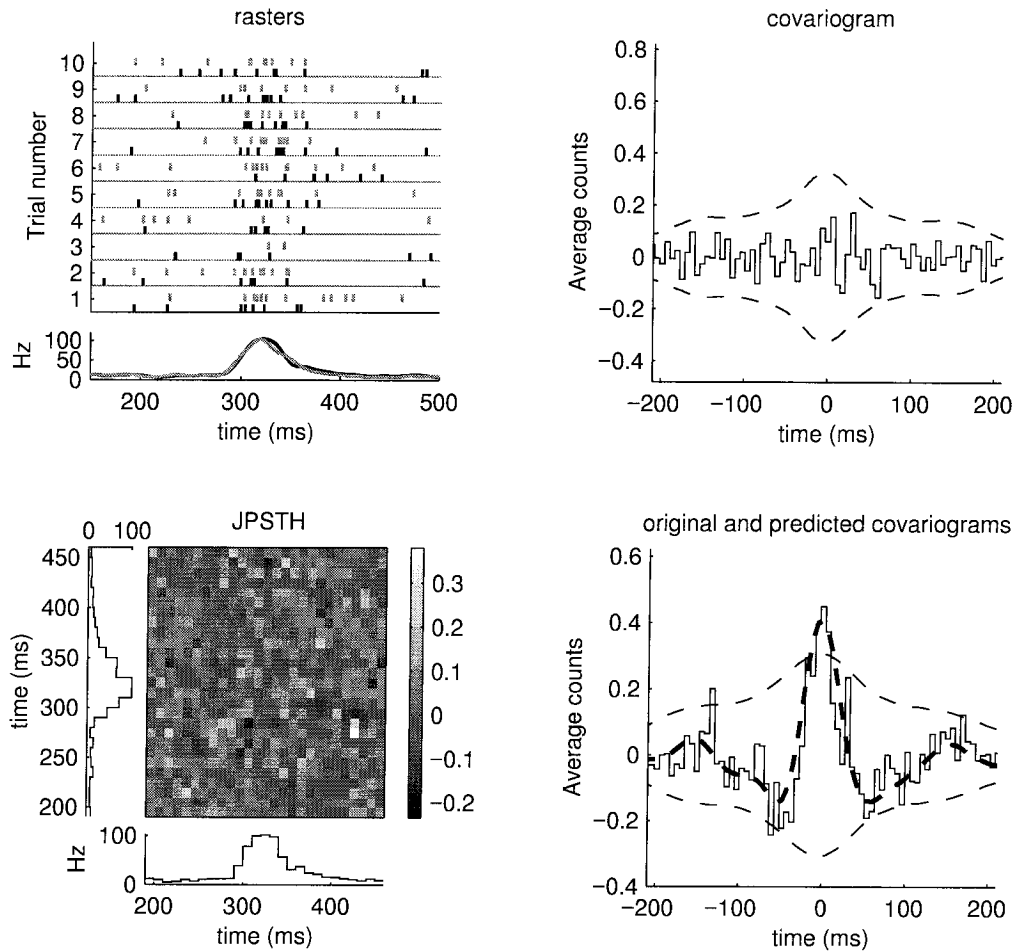 rasters
10
9
8
7
6
5
4
3
2
1
Trial number
100
50
0
Hz
200 300 400 500
time (ms)
covariogram
0.8
0.6
0.4
0.2
0
−0.2
−0.4
Average counts
−200 −100 0 100 200
time (ms)
JPSTH
0 100
450
400
350
300
250
200
time (ms)
0.3
0.2
0.1
0
−0.1
−0.2
100
0
Hz
200 300 400
time (ms)
original and predicted covariograms
0.6
0.4
0.2
0
−0.2
−0.4
Average counts
−200 −100 0 100 200
time (ms)